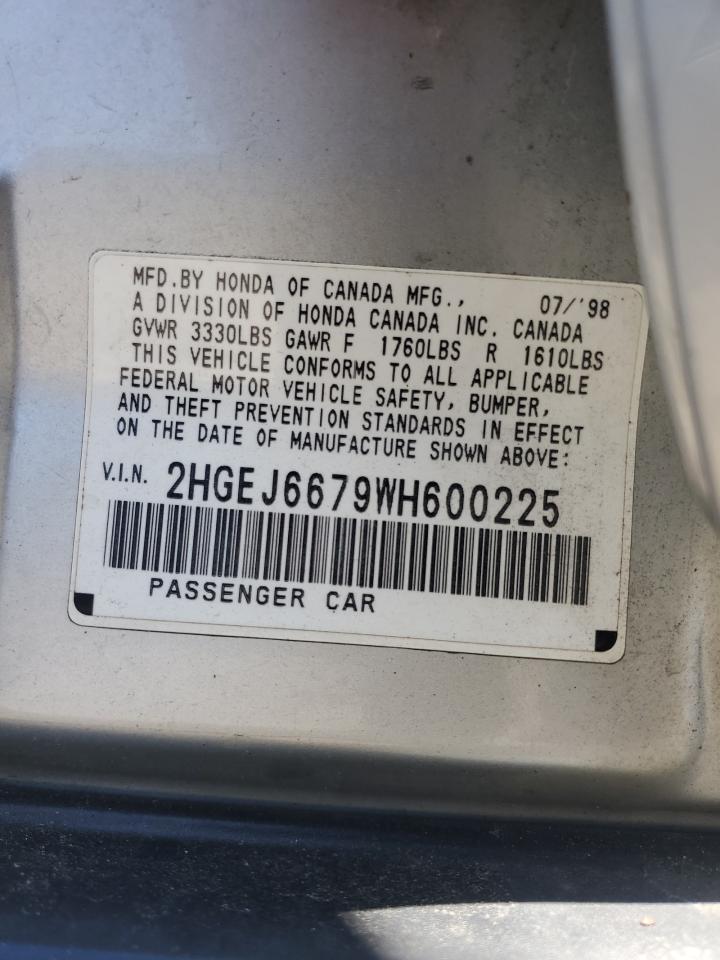 MFD.BY HONDA OF CANADA MFG., 07/'98
A DIVISION OF HONDA CANADA INC. CANADA
GVWR 3330LBS GAWR F 1760LBS R 1610LBS
THIS VEHICLE CONFORMS TO ALL APPLICABLE
FEDERAL MOTOR VEHICLE SAFETY, BUMPER,
AND THEFT PREVENTION STANDARDS IN EFFECT
ON THE DATE OF MANUFACTURE SHOWN ABOVE:
V.I.N. 2HGEJ6679WH600225
PASSENGER CAR